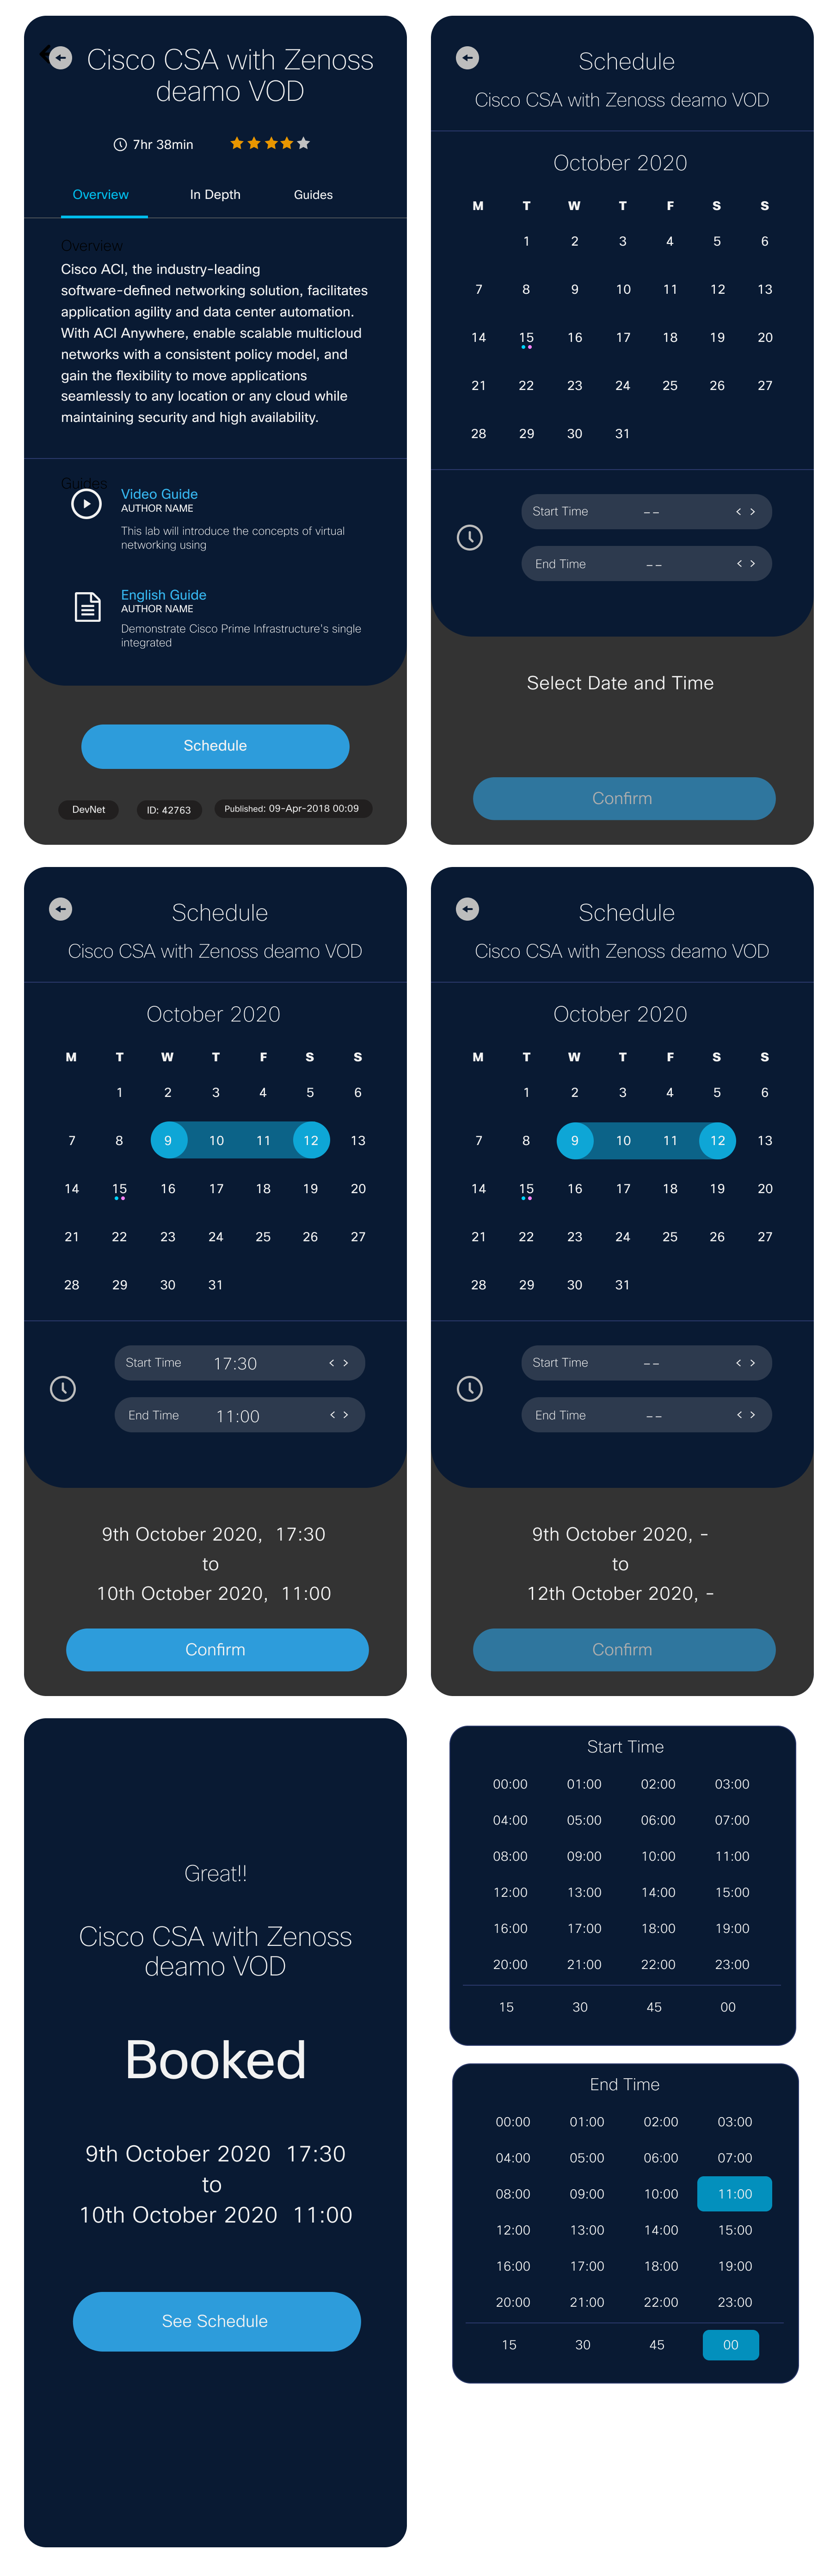 Cisco CSA with Zenoss
deamo VOD
7hr 38min
Overview In Depth Guides
Overview
Cisco ACI, the industry-leading
software-defined networking solution, facilitates
application agility and data center automation.
With ACI Anywhere, enable scalable multicloud
networks with a consistent policy model, and
gain the flexibility to move applications
seamlessly to any location or any cloud while
maintaining security and high availability.
Guides
Video Guide
AUTHOR NAME
This lab will introduce the concepts of virtual
networking using
English Guide
AUTHOR NAME
Demonstrate Cisco Prime Infrastructure's single
integrated
Schedule
DevNet ID: 42763 Published: 09-Apr-2018 00:09
Schedule
Cisco CSA with Zenoss deamo VOD
October 2020
M T W T F S S
1 2 3 4 5 6
7 8 9 10 11 12 13
14 15 16 17 18 19 20
21 22 23 24 25 26 27
28 29 30 31
Start Time -- < >
End Time -- < >
Select Date and Time
Confirm
Schedule
Cisco CSA with Zenoss deamo VOD
October 2020
M T W T F S S
1 2 3 4 5 6
7 8 9 10 11 12 13
14 15 16 17 18 19 20
21 22 23 24 25 26 27
28 29 30 31
Start Time 17:30 < >
End Time 11:00 < >
9th October 2020, 17:30
to
10th October 2020, 11:00
Confirm
Schedule
Cisco CSA with Zenoss deamo VOD
October 2020
M T W T F S S
1 2 3 4 5 6
7 8 9 10 11 12 13
14 15 16 17 18 19 20
21 22 23 24 25 26 27
28 29 30 31
Start Time -- < >
End Time -- < >
9th October 2020, -
to
12th October 2020, -
Confirm
Great!!
Cisco CSA with Zenoss
deamo VOD
Booked
9th October 2020 17:30
to
10th October 2020 11:00
See Schedule
Start Time
00:00 01:00 02:00 03:00
04:00 05:00 06:00 07:00
08:00 09:00 10:00 11:00
12:00 13:00 14:00 15:00
16:00 17:00 18:00 19:00
20:00 21:00 22:00 23:00
15 30 45 00
End Time
00:00 01:00 02:00 03:00
04:00 05:00 06:00 07:00
08:00 09:00 10:00 11:00
12:00 13:00 14:00 15:00
16:00 17:00 18:00 19:00
20:00 21:00 22:00 23:00
15 30 45 00